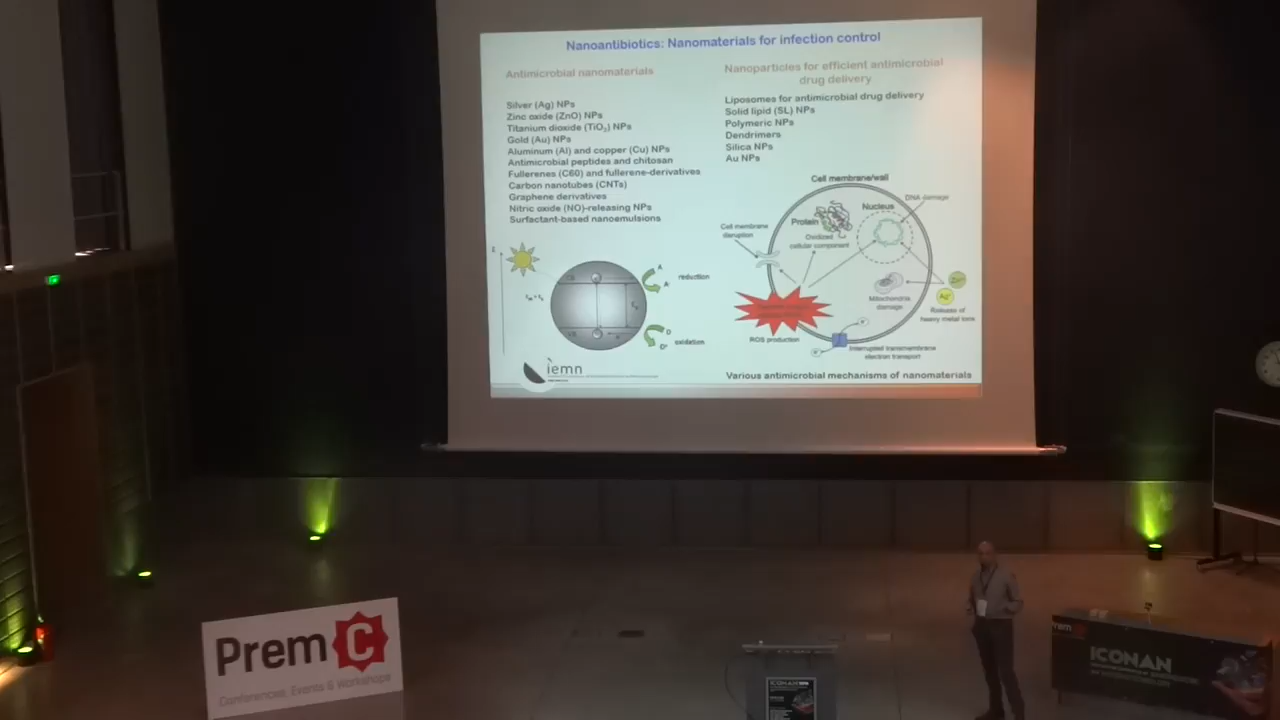 Nanoantibiotics: Nanomaterials for infection control
Antimicrobial nanomaterials
Silver (Ag) NPs
Zinc oxide (ZnO) NPs
Titanium dioxide (TiO₂) NPs
Gold (Au) NPs
Aluminum (Al) and copper (Cu) NPs
Antimicrobial peptides and chitosan
Fullerenes (C60) and fullerene-derivatives
Carbon nanotubes (CNTs)
Graphene derivatives
Nitric oxide (NO)-releasing NPs
Surfactant-based nanoemulsions
Nanoparticles for efficient antimicrobial
drug delivery
Liposomes for antimicrobial drug delivery
Solid lipid (SL) NPs
Polymeric NPs
Dendrimers
Silica NPs
Au NPs
Cell membrane/wall
DNA damage
Nucleus
Protein
Cell membrane
disruption
Oxidized
cellular component
Mitochondria
damage
Release of
heavy metal ions
ROS production
Interrupted transmembrane
electron transport
Various antimicrobial mechanisms of nanomaterials
A
reduction
D
oxidation
iemn
PremC
Conferences, Events & Workshops
ICONAN
ICONAN